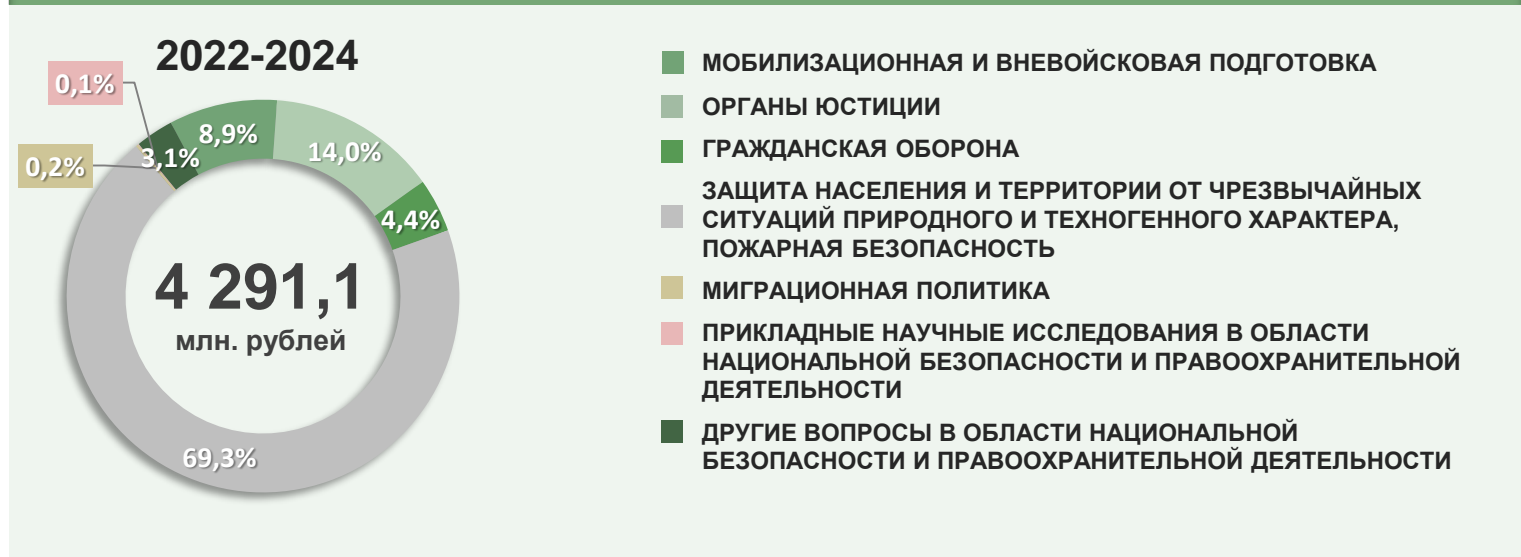 2022-2024
0,1%
8,9%
14,0%
3,1%
0,2%
4,4%
4 291,1
млн. рублей
69,3%
МОБИЛИЗАЦИОННАЯ И ВНЕВОЙСКОВАЯ ПОДГОТОВКА
ОРГАНЫ ЮСТИЦИИ
ГРАЖДАНСКАЯ ОБОРОНА
ЗАЩИТА НАСЕЛЕНИЯ И ТЕРРИТОРИИ ОТ ЧРЕЗВЫЧАЙНЫХ
СИТУАЦИЙ ПРИРОДНОГО И ТЕХНОГЕННОГО ХАРАКТЕРА,
ПОЖАРНАЯ БЕЗОПАСНОСТЬ
МИГРАЦИОННАЯ ПОЛИТИКА
ПРИКЛАДНЫЕ НАУЧНЫЕ ИССЛЕДОВАНИЯ В ОБЛАСТИ
НАЦИОНАЛЬНОЙ БЕЗОПАСНОСТИ И ПРАВООХРАНИТЕЛЬНОЙ
ДЕЯТЕЛЬНОСТИ
ДРУГИЕ ВОПРОСЫ В ОБЛАСТИ НАЦИОНАЛЬНОЙ
БЕЗОПАСНОСТИ И ПРАВООХРАНИТЕЛЬНОЙ ДЕЯТЕЛЬНОСТИ